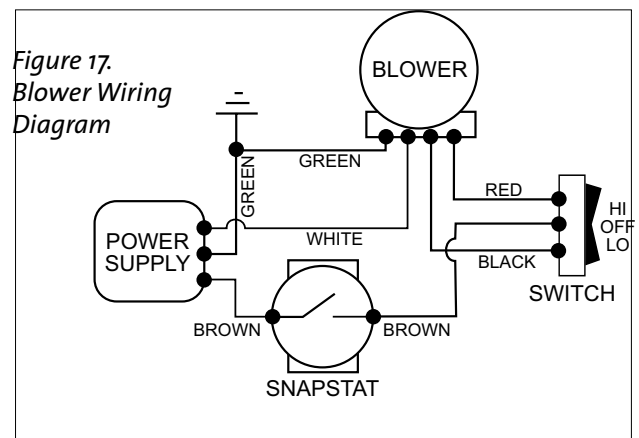 Figure 17.
Blower Wiring
Diagram
BLOWER
GREEN
GREEN
RED
HI
OFF
LO
WHITE
BLACK
POWER
SUPPLY
SWITCH
BROWN
BROWN
SNAPSTAT